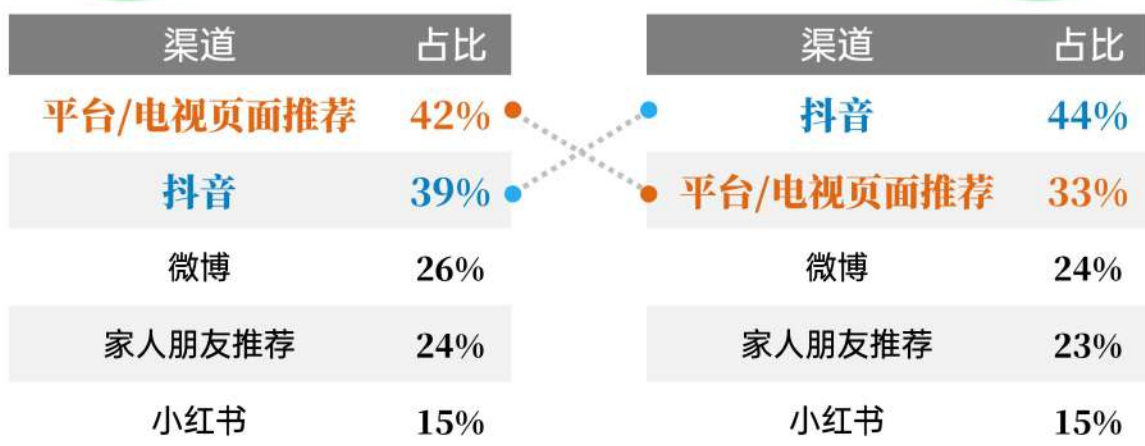 渠道 占比 渠道 占比
平台/电视页面推荐 42% 抖音 44%
抖音 39% 平台/电视页面推荐 33%
微博 26% 微博 24%
家人朋友推荐 24% 家人朋友推荐 23%
小红书 15% 小红书 15%